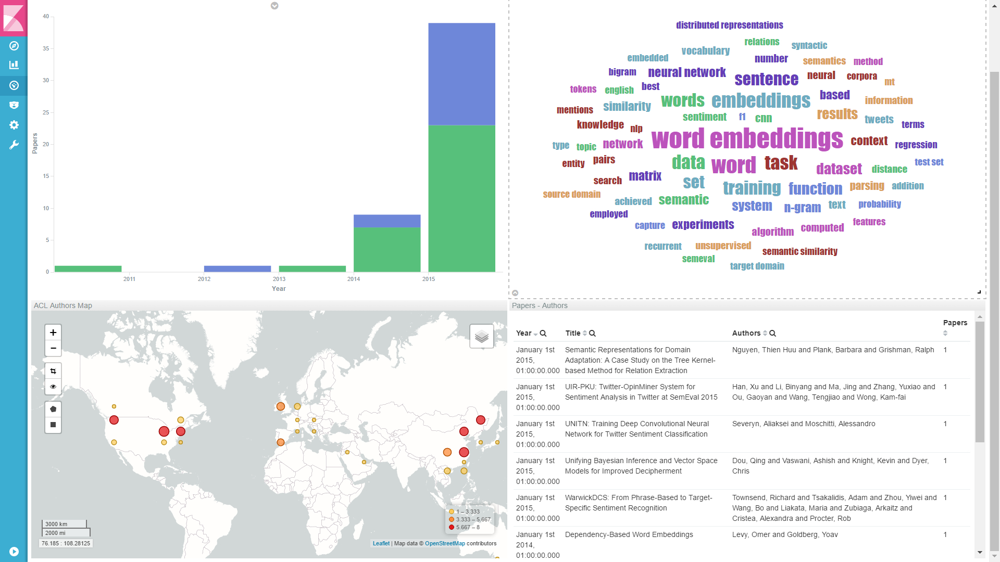 40
35
30
25
20
15
10
5
0
Papers
2011 2012 2013 2014 2015
Year
distributed representations
relations syntactic
embedded vocabulary number semantics method
bigram neural network sentence neural corpora mt
tokens english best words embeddings based information
mentions similarity sentiment f1 cnn results tweets
knowledge nlp terms
type topic network word embeddings context regression
entity pairs data word task dataset distance test set
search matrix set training function parsing addition
source domain achieved semantic system n-gram text probability
employed
capture experiments algorithm computed features
recurrent unsupervised semantic similarity
semeval target domain
ACL Authors Map
+
−
3000 km
2000 mi
76.185 : 108.28125
1 – 3.333
3.333 – 5.667
5.667 – 8
Leaflet | Map data © OpenStreetMap contributors
Papers - Authors
Year Title Authors Papers
January 1st 2015, 01:00:00.000
Semantic Representations for Domain
Adaptation: A Case Study on the Tree Kernel-
based Method for Relation Extraction
Nguyen, Thien Huu and Plank, Barbara and Grishman, Ralph
1
January 1st 2015, 01:00:00.000
UIR-PKU: Twitter-OpinMiner System for
Sentiment Analysis in Twitter at SemEval 2015
Han, Xu and Li, Binyang and Ma, Jing and Zhang, Yuxiao and
Ou, Gaoyan and Wang, Tengjiao and Wong, Kam-fai
1
January 1st 2015, 01:00:00.000
UNITN: Training Deep Convolutional Neural
Network for Twitter Sentiment Classification
Severyn, Aliaksei and Moschitti, Alessandro
1
January 1st 2015, 01:00:00.000
Unifying Bayesian Inference and Vector Space
Models for Improved Decipherment
Dou, Qing and Vaswani, Ashish and Knight, Kevin and Dyer,
Chris
1
January 1st 2015, 01:00:00.000
WarwickDCS: From Phrase-Based to Target-
Specific Sentiment Recognition
Townsend, Richard and Tsakalidis, Adam and Zhou, Yiwei and
Wang, Bo and Liakata, Maria and Zubiaga, Arkaitz and
Cristea, Alexandra and Procter, Rob
1
January 1st 2014, 01:00:00.000
Dependency-Based Word Embeddings
Levy, Omer and Goldberg, Yoav
1